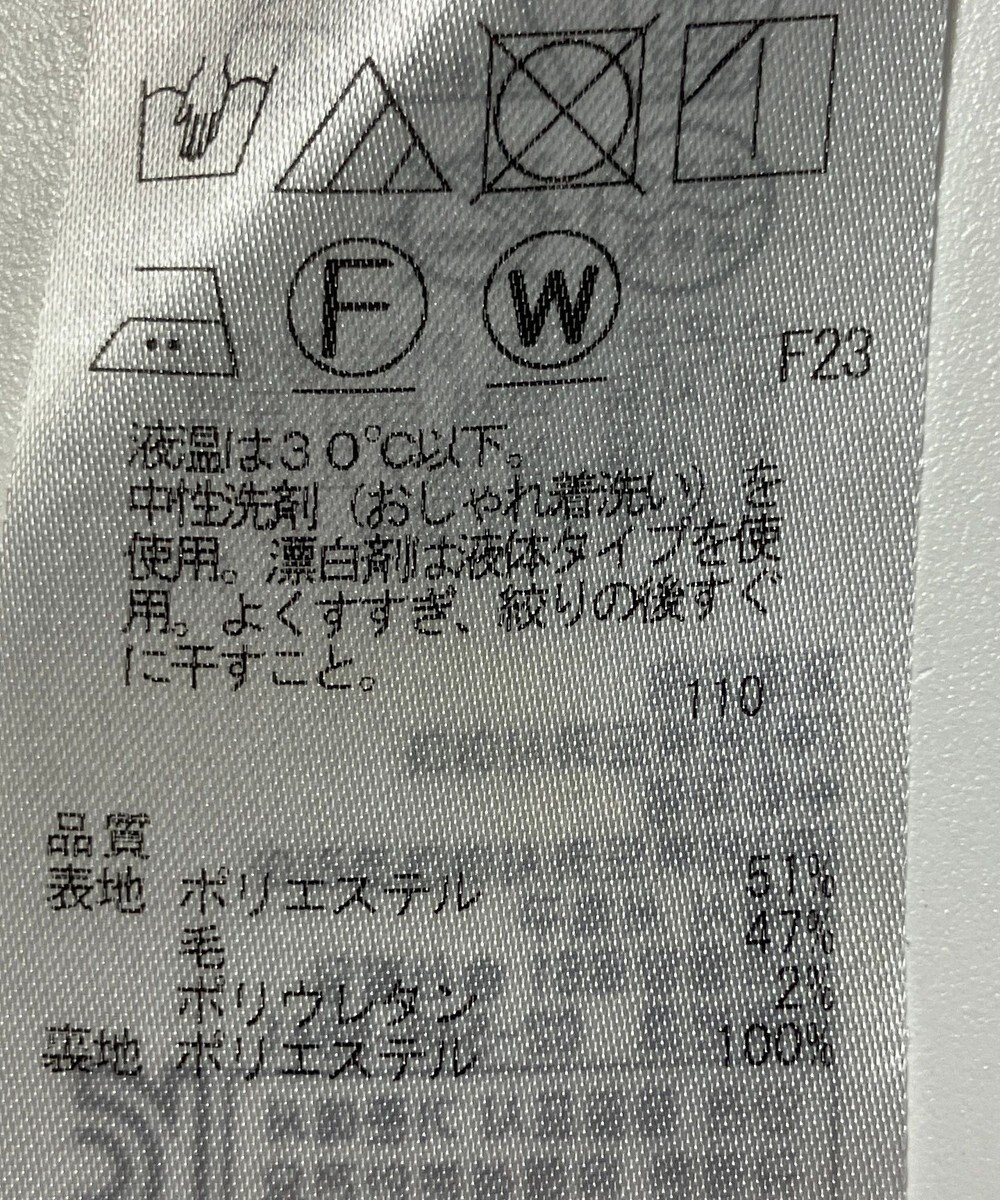 F W F23
液温は30℃以下。
中性洗剤（おしゃれ着洗い）を
使用。漂白剤は液体タイプを使
用。よくすすぎ、絞りの後すぐ
に干すこと。
110
品質
表地 ポリエステル 51%
毛 47%
ポリウレタン 2%
裏地 ポリエステル 100%